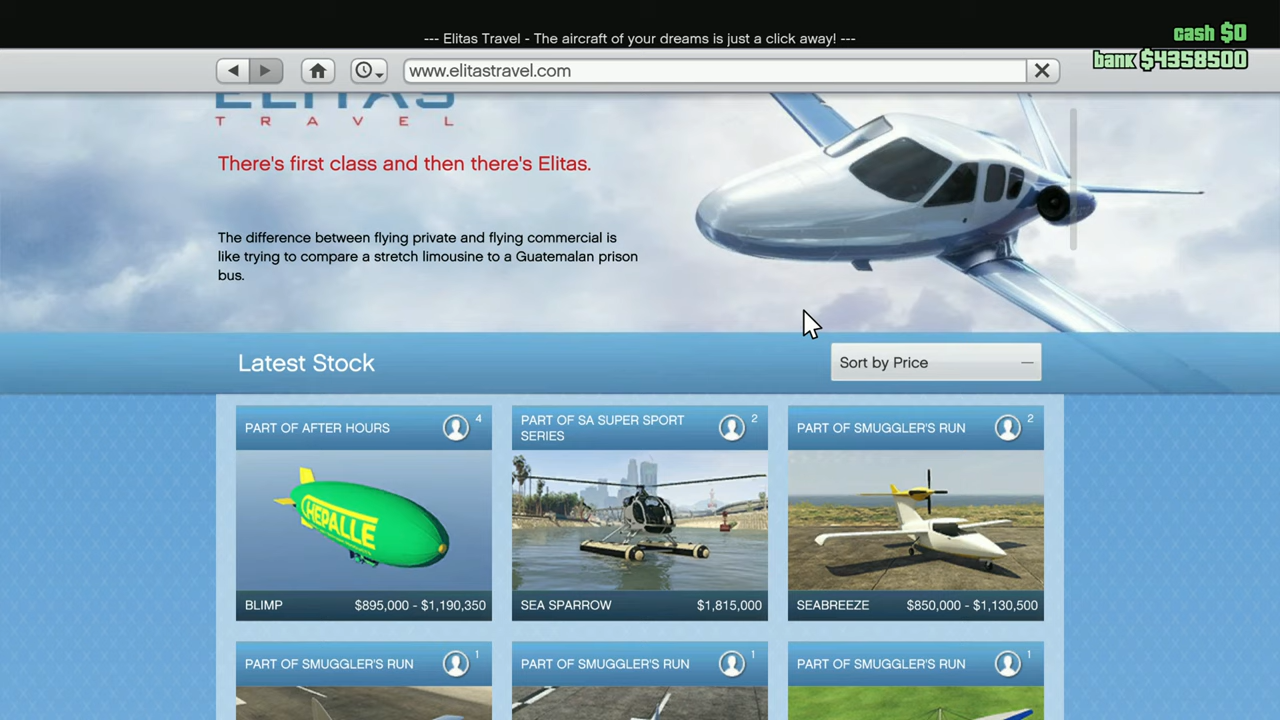 --- Elitas Travel - The aircraft of your dreams is just a click away! ---
cash $0
bank $4358500
www.elitastravel.com
ELITAS
TRAVEL
There's first class and then there's Elitas.
The difference between flying private and flying commercial is
like trying to compare a stretch limousine to a Guatemalan prison
bus.
Latest Stock
Sort by Price
PART OF AFTER HOURS 4
PART OF SA SUPER SPORT
SERIES 2
PART OF SMUGGLER'S RUN 2
CHEPALLE
BLIMP $895,000 - $1,190,350
SEA SPARROW $1,815,000
SEABREEZE $850,000 - $1,130,500
PART OF SMUGGLER'S RUN 1
PART OF SMUGGLER'S RUN 1
PART OF SMUGGLER'S RUN 1